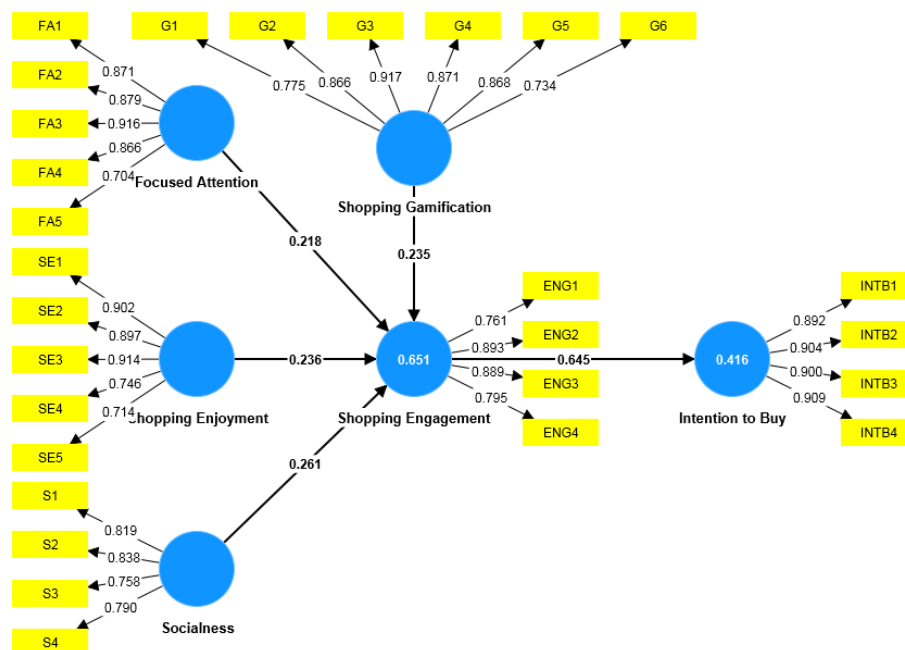 FA1
G1
G2
G3
G4
G5
G6
FA2
FA3
FA4
FA5
0.871
0.879
0.916
0.866
0.704
Focused Attention
0.775
0.866
0.917
0.871
0.868
0.734
Shopping Gamification
0.218
0.235
SE1
SE2
SE3
SE4
SE5
0.902
0.897
0.914
0.746
0.714
Shopping Enjoyment
0.236
0.651
Shopping Engagement
ENG1
ENG2
ENG3
ENG4
0.761
0.893
0.889
0.795
0.645
0.416
Intention to Buy
0.892
0.904
0.900
0.909
INTB1
INTB2
INTB3
INTB4
0.261
S1
S2
S3
S4
0.819
0.838
0.758
0.790
Socialness